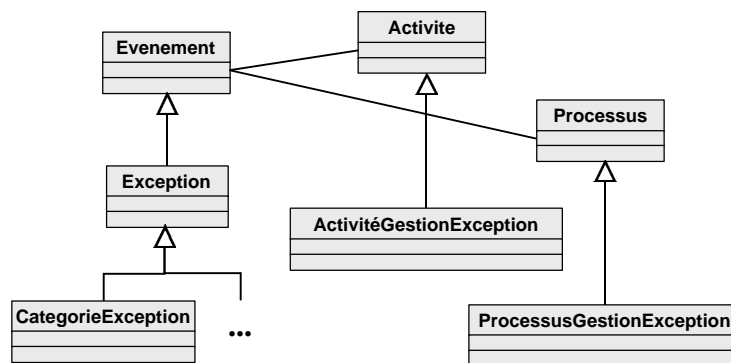 Activite
Evenement
Processus
Exception
ActivitéGestionException
CategorieException
...
ProcessusGestionException